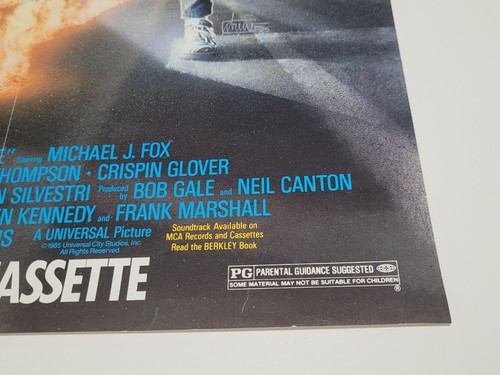 Starring MICHAEL J. FOX
THOMPSON • CRISPIN GLOVER
SILVESTRI Produced by BOB GALE and NEIL CANTON
KENNEDY and FRANK MARSHALL
A UNIVERSAL Picture
©1985 Universal City Studios, Inc.
All Rights Reserved.
Soundtrack Available on
MCA Records and Cassettes
Read the BERKLEY Book
CASSETTE
PG PARENTAL GUIDANCE SUGGESTED
SOME MATERIAL MAY NOT BE SUITABLE FOR CHILDREN
®